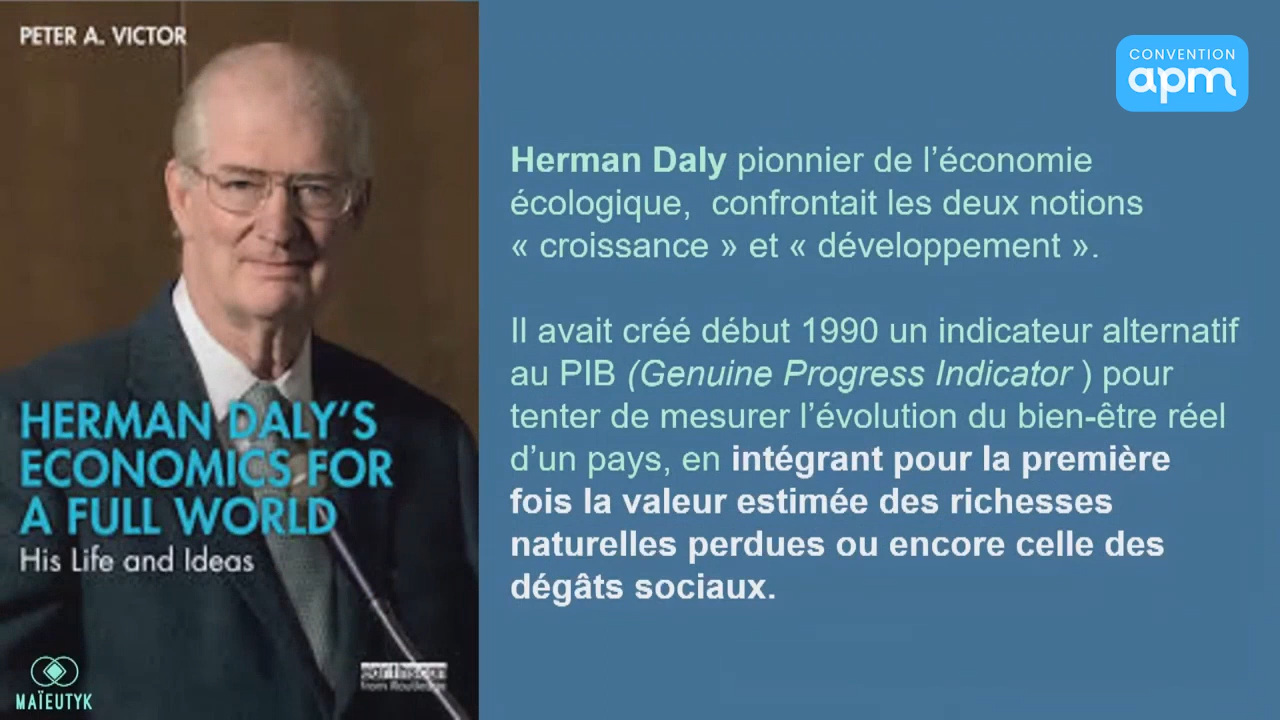 PETER A. VICTOR
HERMAN DALY'S
ECONOMICS FOR
A FULL WORLD
His Life and Ideas
MAÏEUTYK
earthscan
from Routledge
CONVENTION
apm
Herman Daly pionnier de l’économie
écologique, confrontait les deux notions
« croissance » et « développement ».
Il avait créé début 1990 un indicateur alternatif
au PIB (Genuine Progress Indicator ) pour
tenter de mesurer l’évolution du bien-être réel
d’un pays, en intégrant pour la première
fois la valeur estimée des richesses
naturelles perdues ou encore celle des
dégâts sociaux.